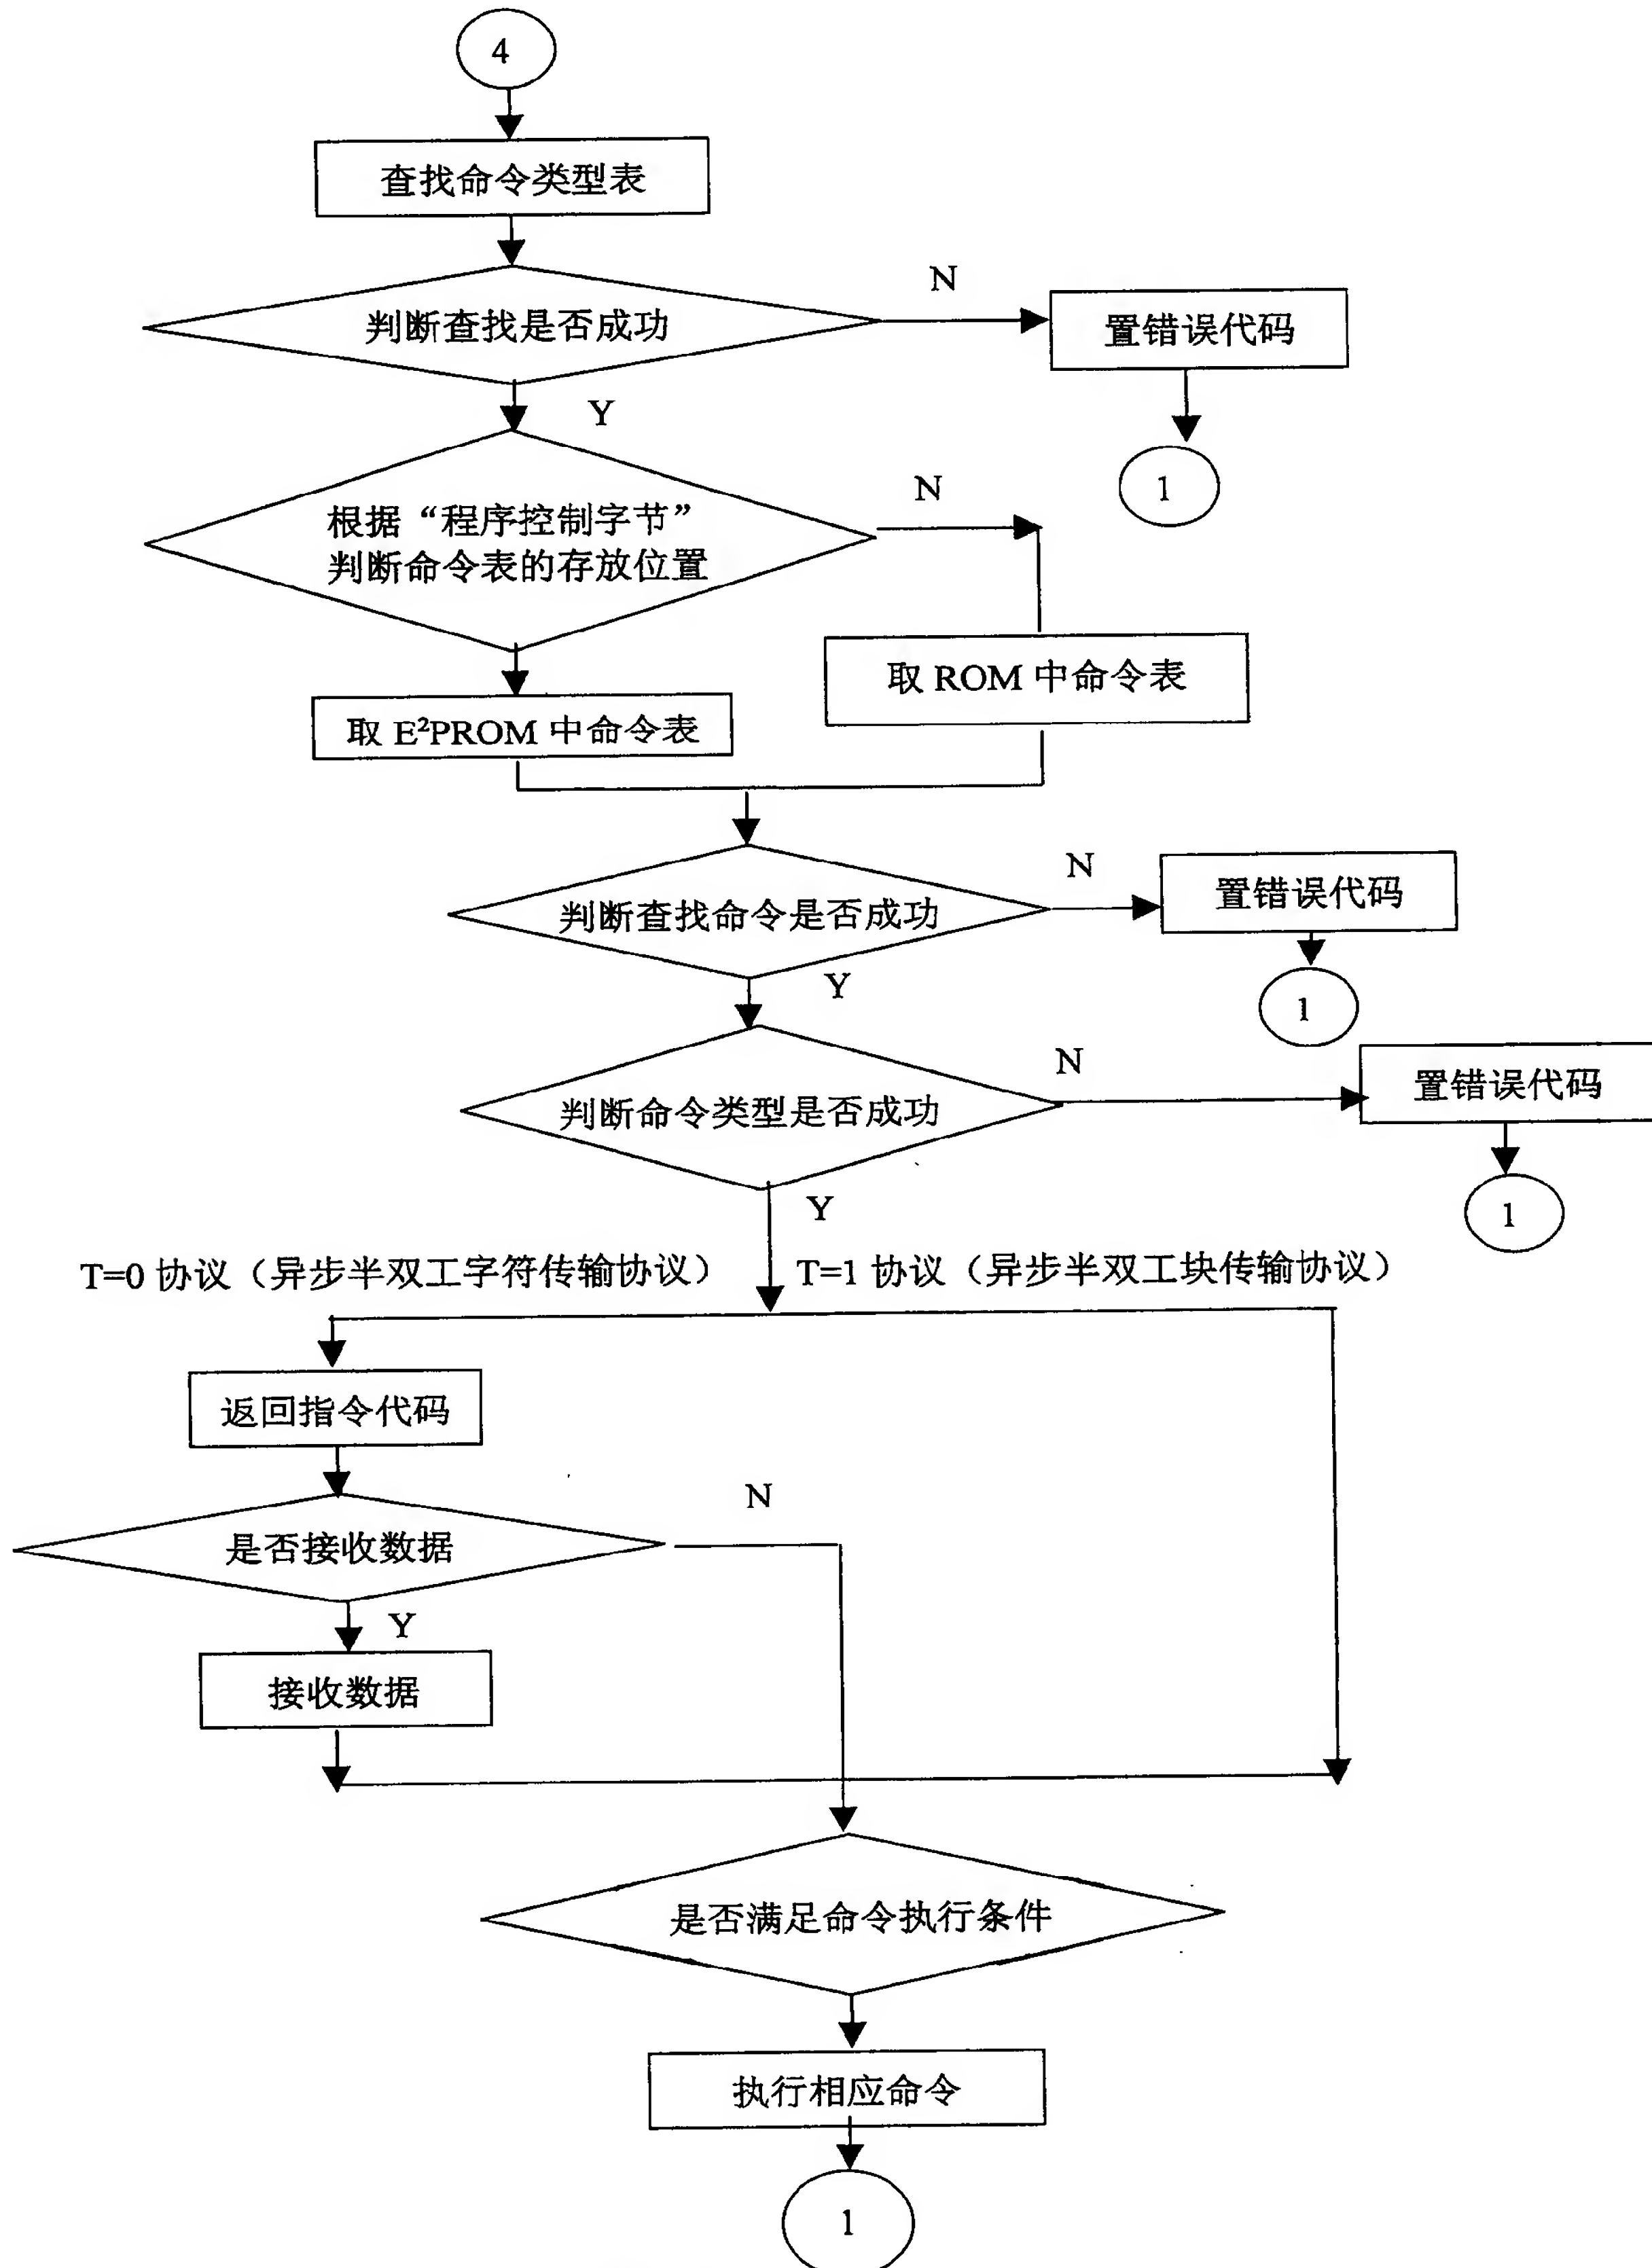 4
查找命令类型表
N
判断查找是否成功
置错误代码
Y
1
N
根据“程序控制字节”
判断命令表的存放位置
取 ROM 中命令表
取 E²PROM 中命令表
N
置错误代码
判断查找命令是否成功
Y
1
N
置错误代码
判断命令类型是否成功
Y
1
T=0 协议（异步半双工字符传输协议）
T=1 协议（异步半双工块传输协议）
返回指令代码
N
是否接收数据
Y
接收数据
是否满足命令执行条件
执行相应命令
1